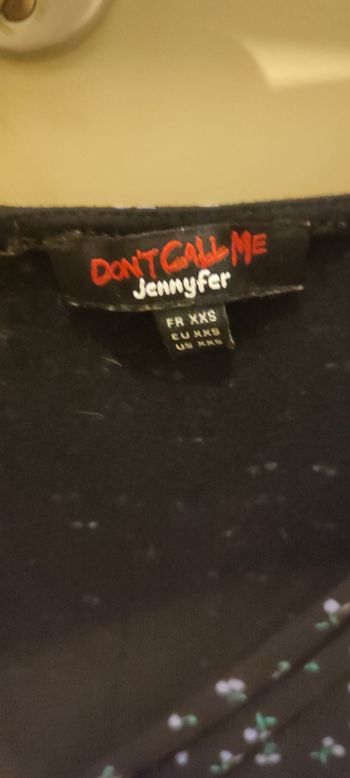 DON'T CALL ME
Jennyfer
FR XXS
EU XXS
US XXS